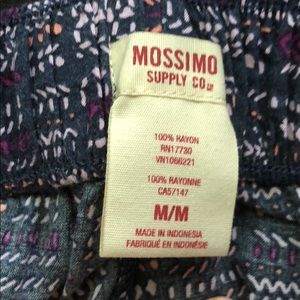 MOSSIMO
SUPPLY CO.
100% RAYON
RN17730
VN1066221
100% RAYONNE
CA57147
M/M
MADE IN INDONESIA
FABRIQUÉ EN INDONÉSIE